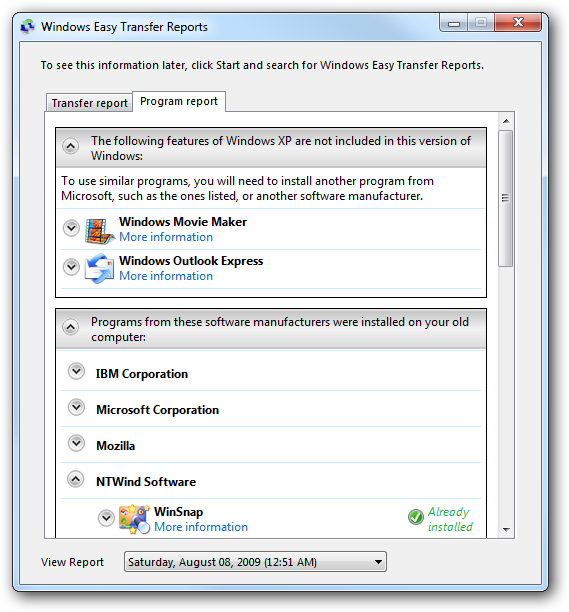 Windows Easy Transfer Reports
To see this information later, click Start and search for Windows Easy Transfer Reports.
Transfer report
Program report
The following features of Windows XP are not included in this version of
Windows:
To use similar programs, you will need to install another program from
Microsoft, such as the ones listed, or another software manufacturer.
Windows Movie Maker
More information
Windows Outlook Express
More information
Programs from these software manufacturers were installed on your old
computer:
IBM Corporation
Microsoft Corporation
Mozilla
NTWind Software
WinSnap
More information
Already
installed
View Report
Saturday, August 08, 2009 (12:51 AM)